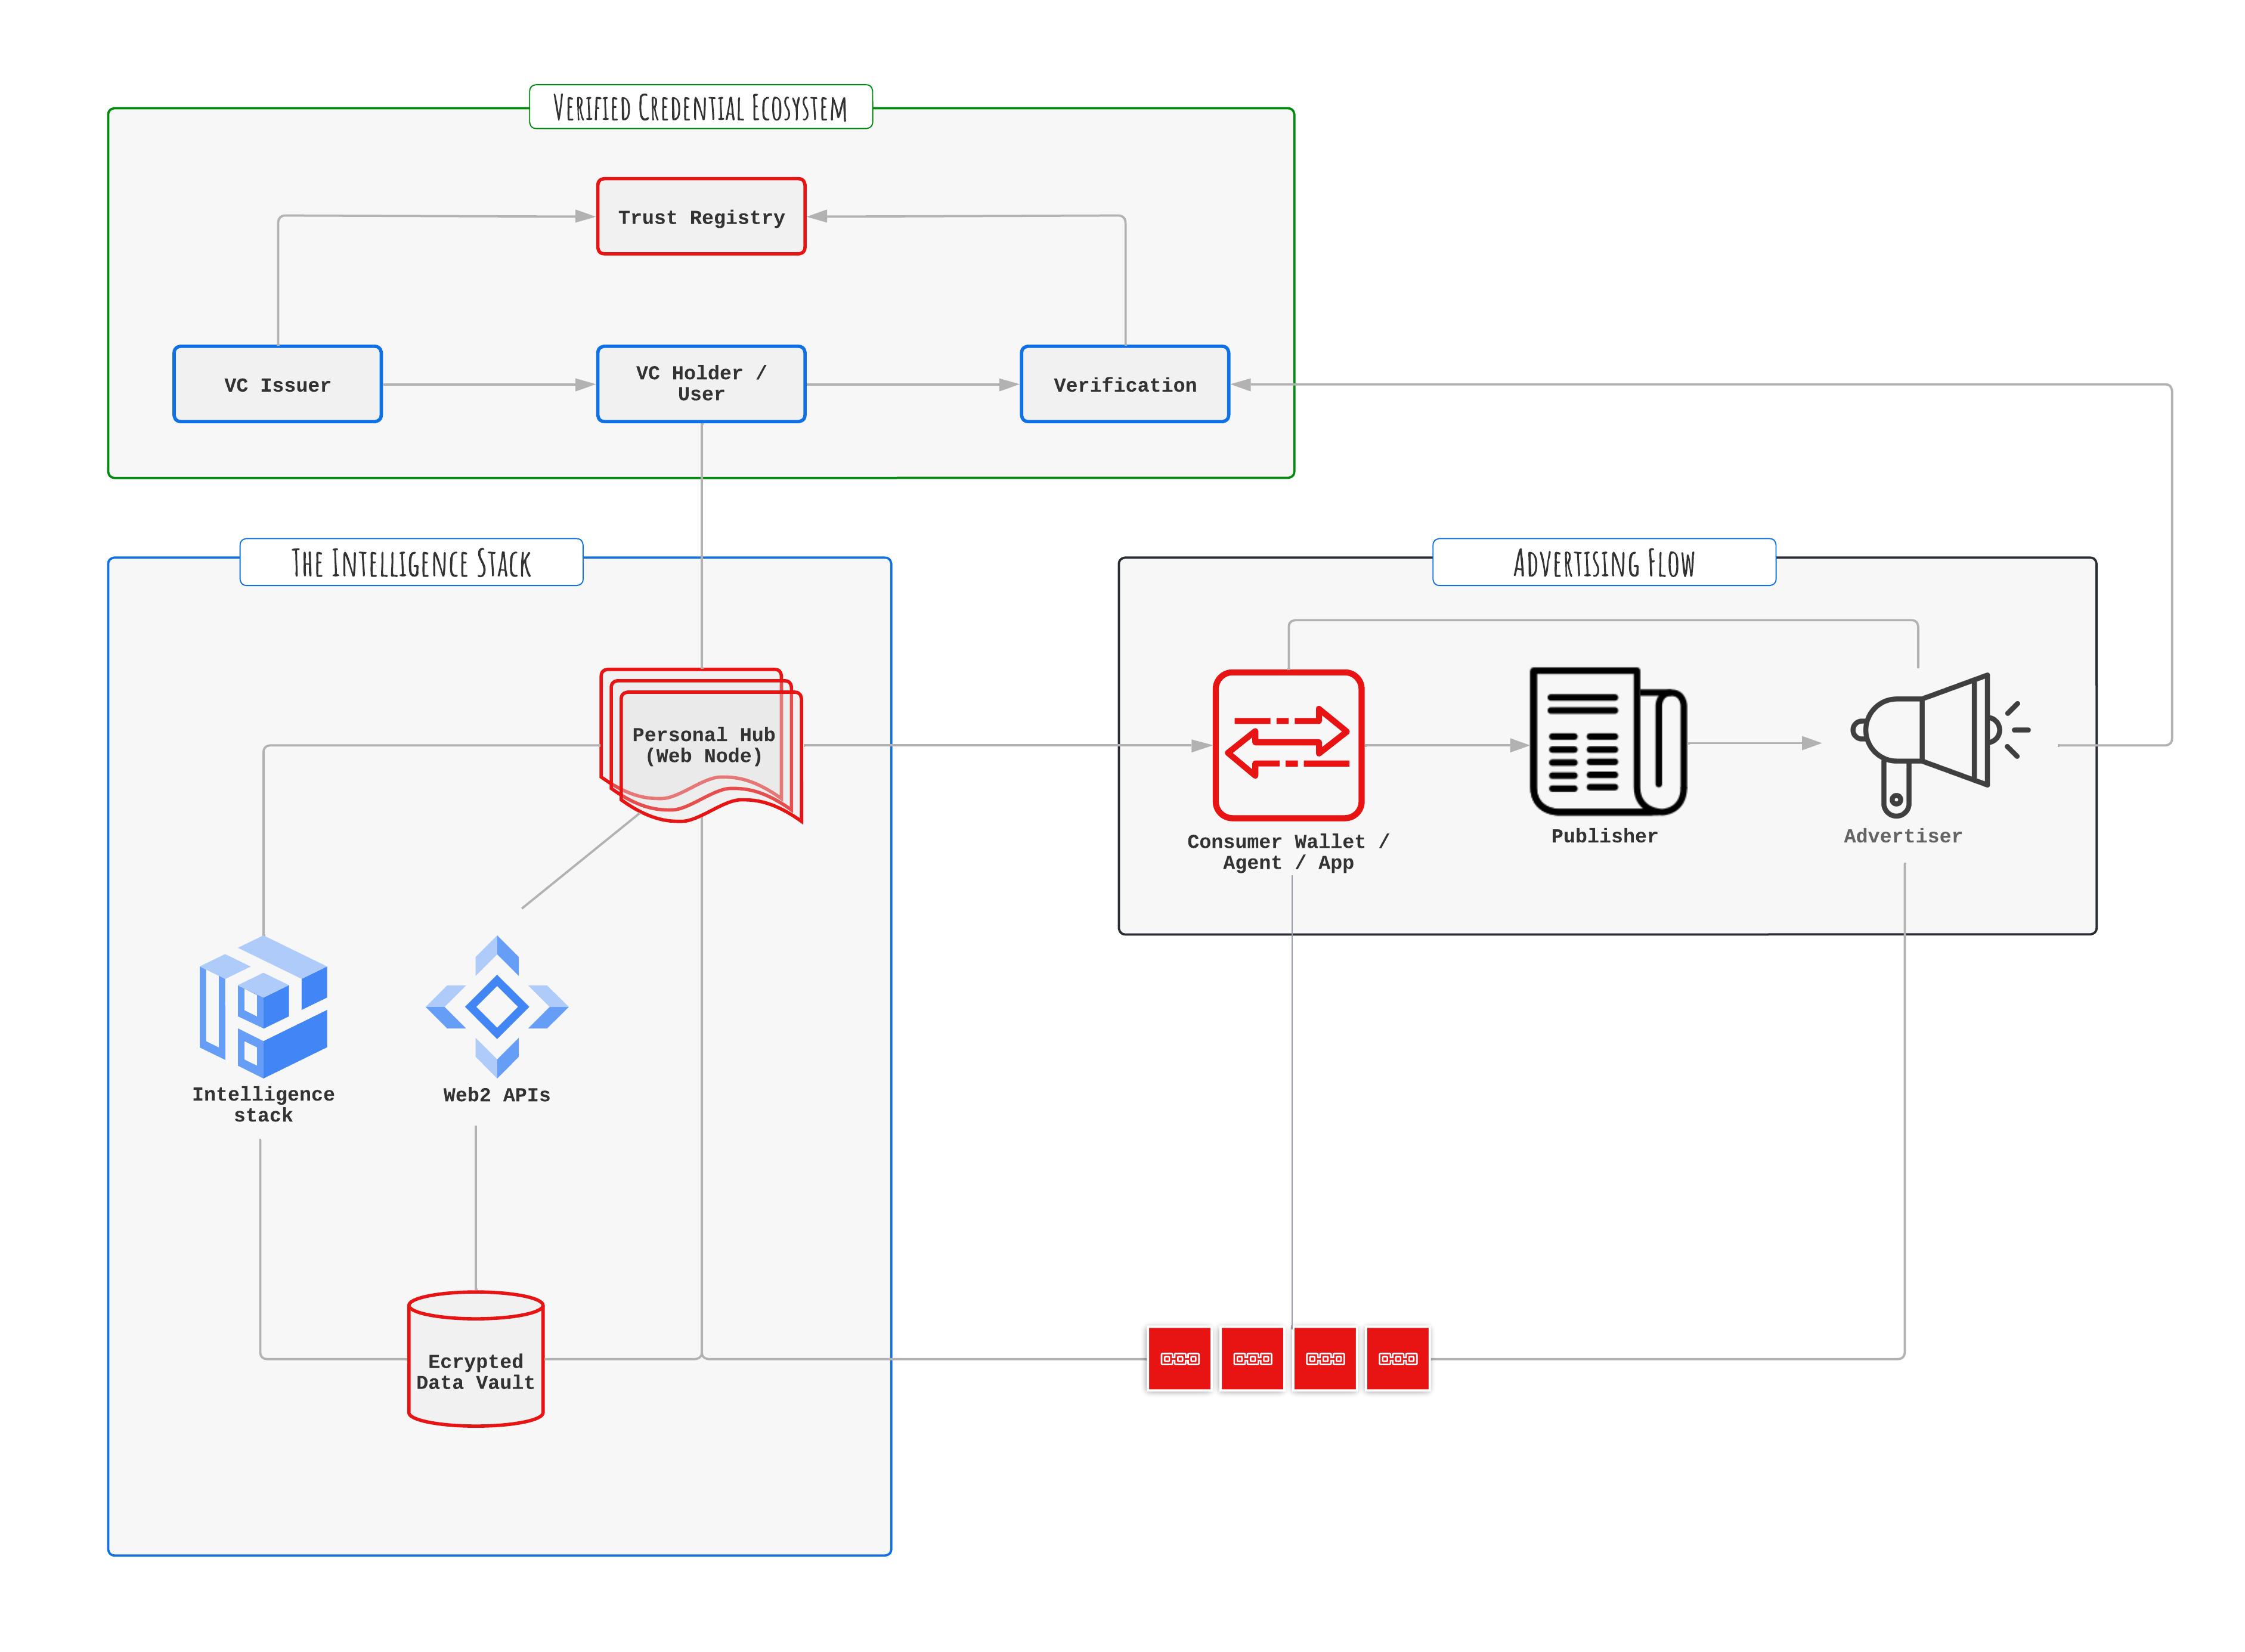 Verified Credential Ecosystem
Trust Registry
VC Issuer
VC Holder /
User
Verification
The Intelligence Stack
Advertising Flow
Personal Hub
(Web Node)
Consumer Wallet /
Agent / App
Publisher
Advertiser
Intelligence
stack
Web2 APIs
Ecrypted
Data Vault